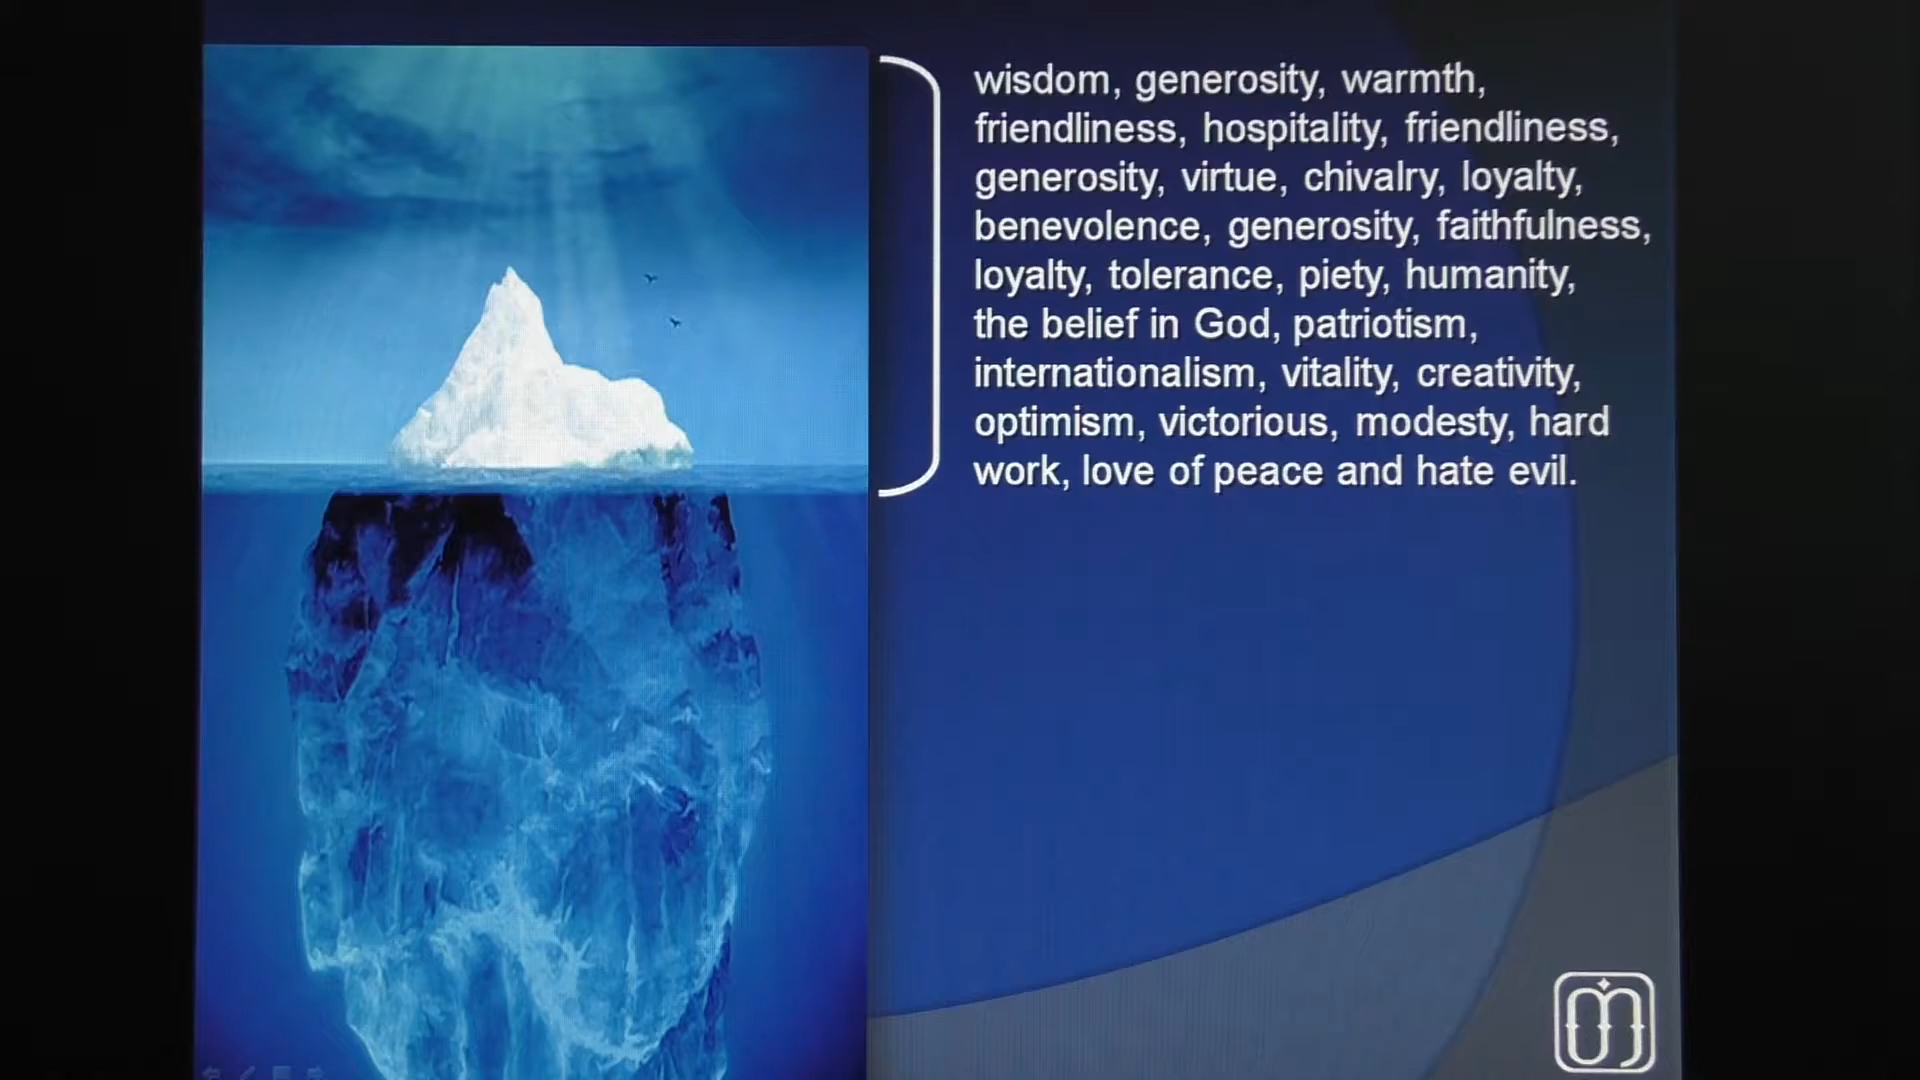 wisdom, generosity, warmth,
friendliness, hospitality, friendliness,
generosity, virtue, chivalry, loyalty,
benevolence, generosity, faithfulness,
loyalty, tolerance, piety, humanity,
the belief in God, patriotism,
internationalism, vitality, creativity,
optimism, victorious, modesty, hard
work, love of peace and hate evil.